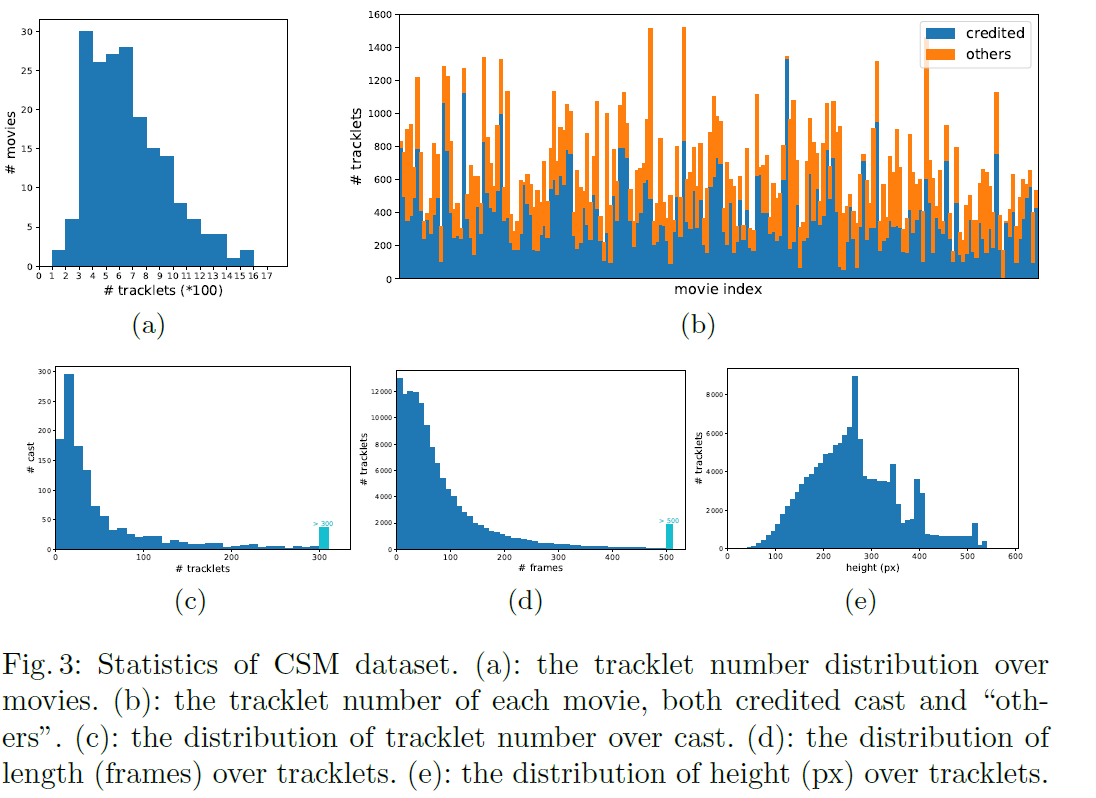 30
25
20
15
10
5
0
# movies
0 1 2 3 4 5 6 7 8 9 10 11 12 13 14 15 16 17
# tracklets (*100)
(a)
1600
1400
1200
1000
800
600
400
200
0
# tracklets
credited
others
movie index
(b)
300
250
200
150
100
50
0
# cast
> 300
0 100 200 300
# tracklets
(c)
12000
10000
8000
6000
4000
2000
0
# tracklets
> 500
0 100 200 300 400 500
# frames
(d)
8000
6000
4000
2000
0
# tracklets
100 200 300 400 500 600
height (px)
(e)
Fig. 3: Statistics of CSM dataset. (a): the tracklet number distribution over
movies. (b): the tracklet number of each movie, both credited cast and “oth-
ers”. (c): the distribution of tracklet number over cast. (d): the distribution of
length (frames) over tracklets. (e): the distribution of height (px) over tracklets.